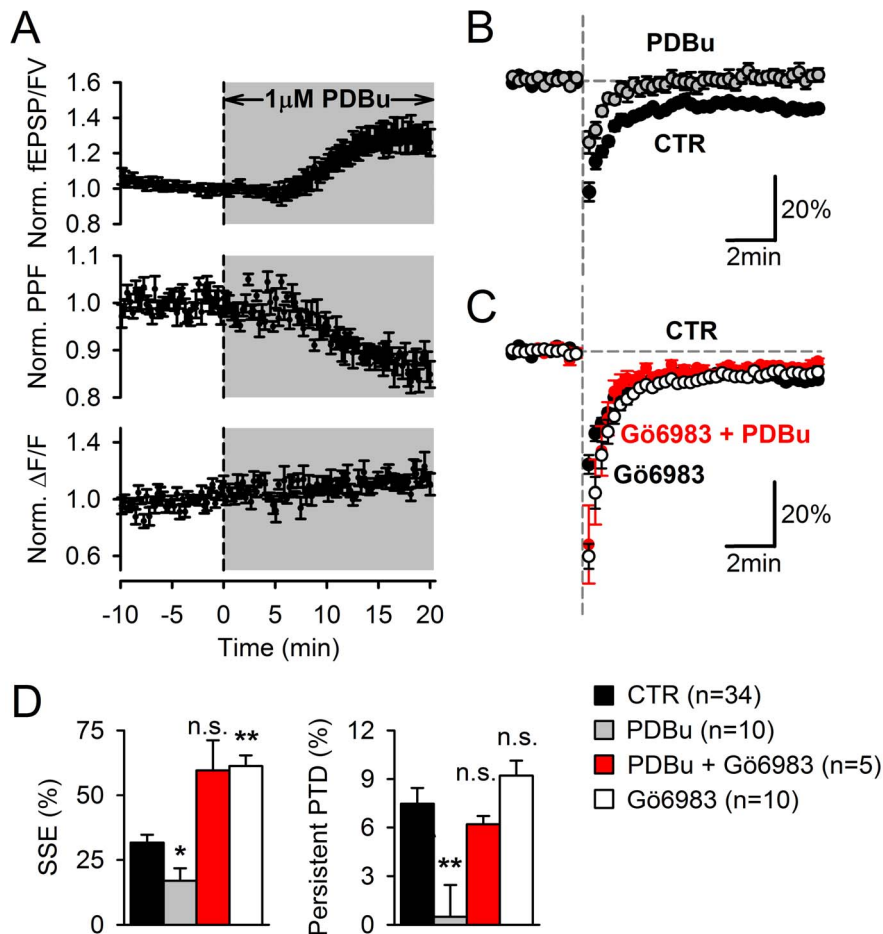 A
Norm. fEPSP/FV
1.6
1.4
1.2
1.0
0.8
1µM PDBu
Norm. PPF
1.1
1.0
0.9
0.8
Norm. ΔF/F
1.4
1.0
0.6
-10 -5 0 5 10 15 20
Time (min)
B
PDBu
CTR
20%
2min
C
CTR
Gö6983 + PDBu
Gö6983
20%
2min
D
SSE (%)
75
50
25
0
*
n.s.
**
Persistent PTD (%)
12
9
6
3
0
**
n.s.
n.s.
CTR (n=34)
PDBu (n=10)
PDBu + Gö6983 (n=5)
Gö6983 (n=10)